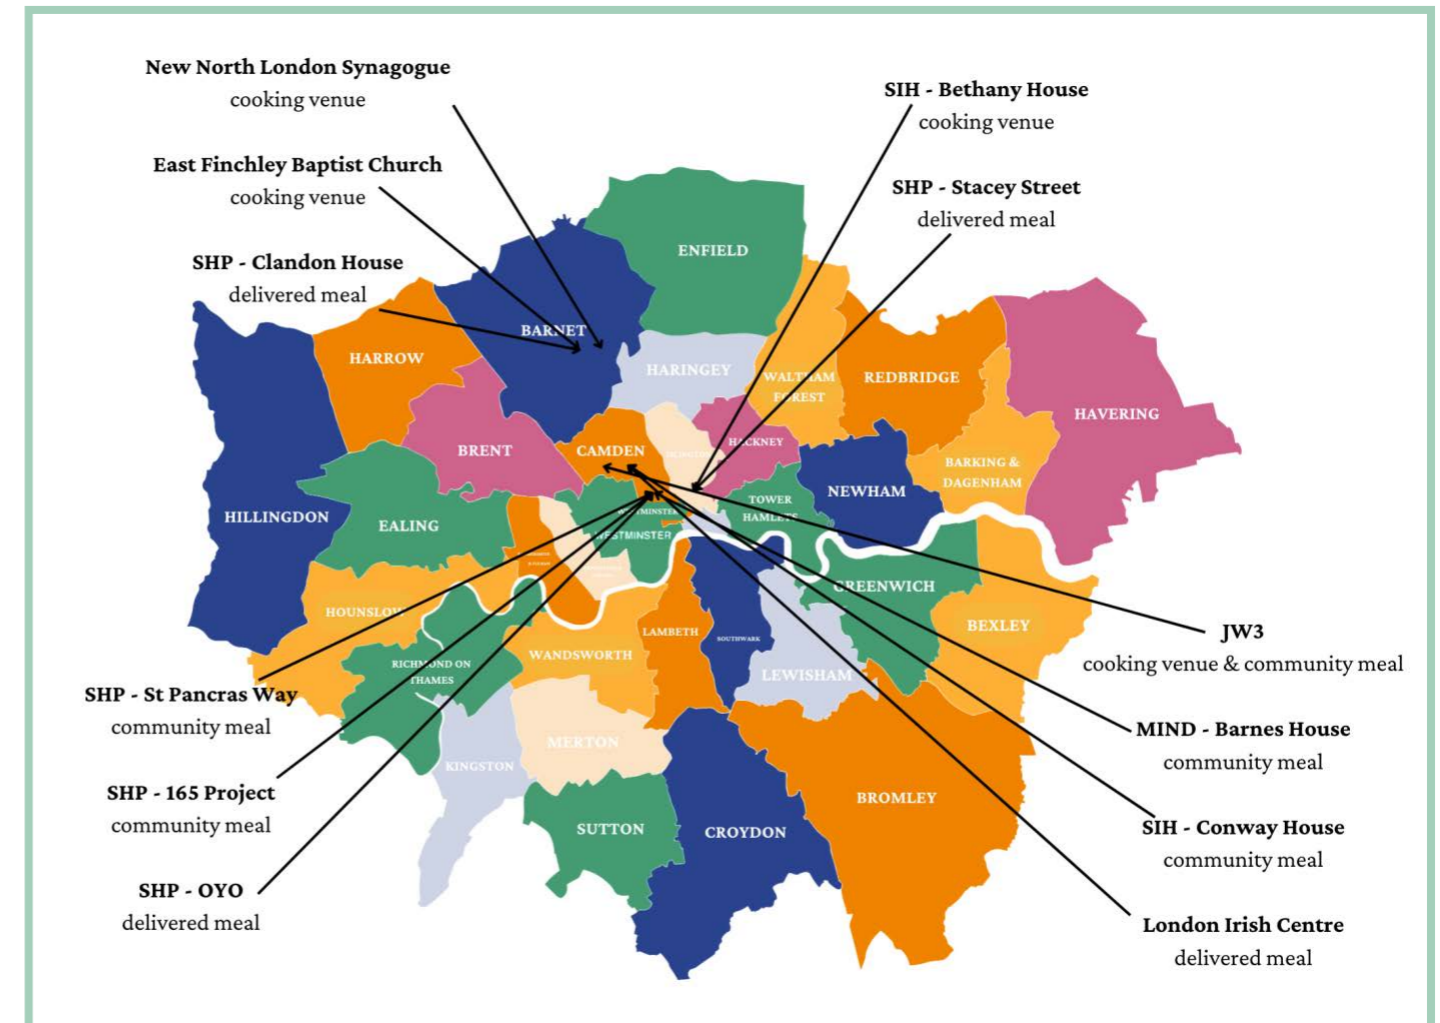 New North London Synagogue
cooking venue
East Finchley Baptist Church
cooking venue
SHP - Clandon House
delivered meal
SIH - Bethany House
cooking venue
SHP - Stacey Street
delivered meal
ENFIELD
BARNET
HARROW
HARINGEY
WALTHAM
FOREST
REDBRIDGE
HAVERING
BRENT
CAMDEN
HACKNEY
BARKING &
DAGENHAM
NEWHAM
TOWER
HAMLETS
HILLINGDON
EALING
WESTMINSTER
WESTMINSTER
GREENWICH
HOUNSLOW
BEXLEY
LAMBETH
SOUTHWARK
WANDSWORTH
RICHMOND ON
THAMES
LEWISHAM
MERTON
KINGSTON
BROMLEY
SUTTON
CROYDON
SHP - St Pancras Way
community meal
SHP - 165 Project
community meal
SHP - OYO
delivered meal
JW3
cooking venue & community meal
MIND - Barnes House
community meal
SIH - Conway House
community meal
London Irish Centre
delivered meal